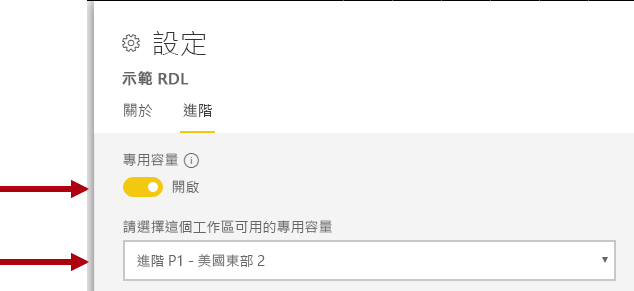 設定
示範 RDL
關於 進階
專用容量
開啟
請選擇這個工作區可用的專用容量
進階 P1 - 美國東部 2